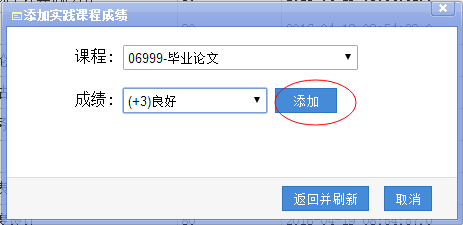 添加实践课程成绩
课程： 06999-毕业论文
成绩： (+3)良好 添加
返回并刷新 取消